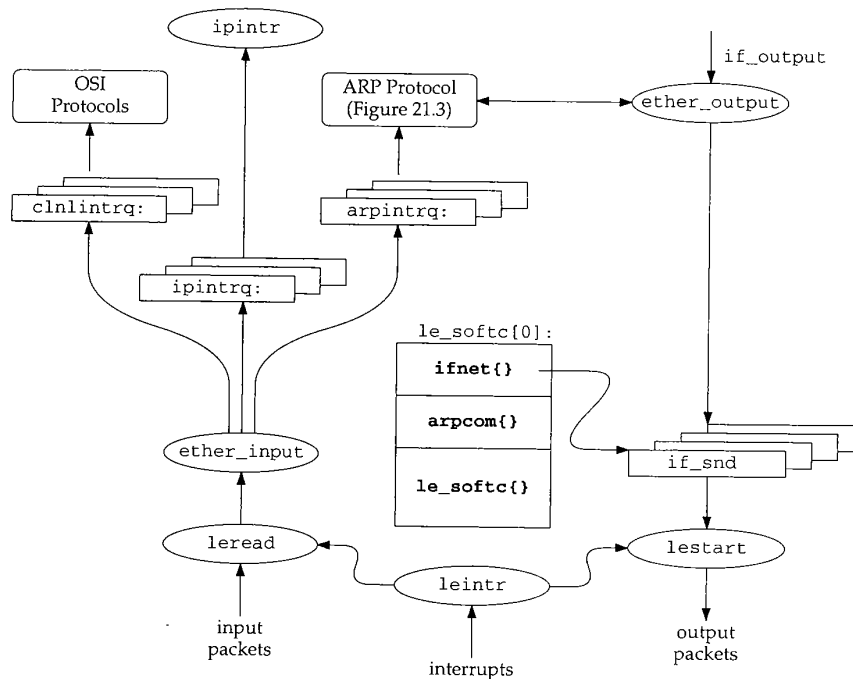 ipintr
if_output
OSI
Protocols
ARP Protocol
(Figure 21.3)
ether_output
clnlintrq:
arpintrq:
ipintrq:
le_softc[0]:
ifnet{}
arpcom{}
le_softc{}
ether_input
if_snd
leread
leintr
lestart
input
packets
interrupts
output
packets